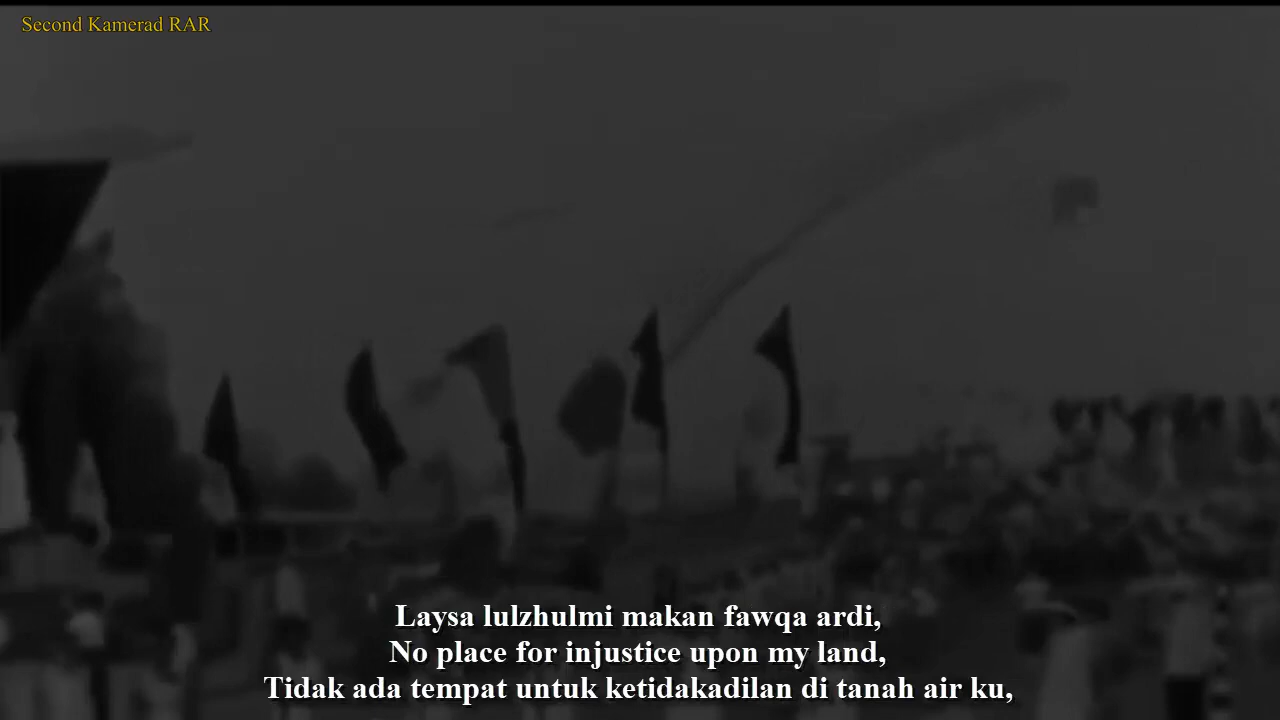 Second Kamerad RAR
Laysa lulzhulmi makan fawqa ardi,
No place for injustice upon my land,
Tidak ada tempat untuk ketidakadilan di tanah air ku,